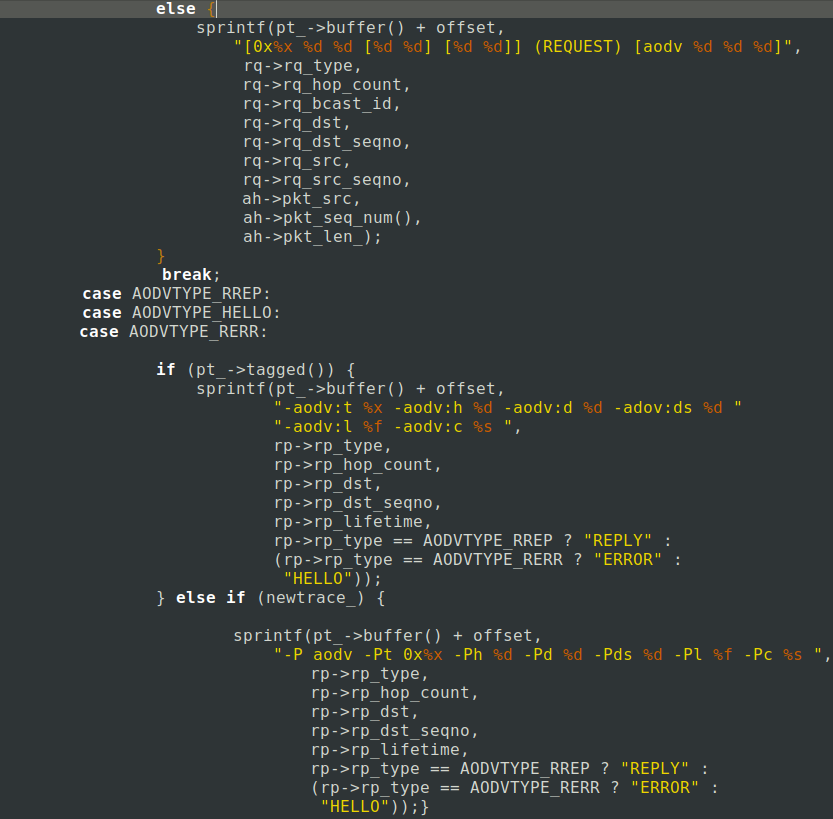 else {
sprintf(pt_->buffer() + offset,
"[0x%x %d %d [%d %d] [%d %d]] (REQUEST) [aodv %d %d %d]",
rq->rq_type,
rq->rq_hop_count,
rq->rq_bcast_id,
rq->rq_dst,
rq->rq_dst_seqno,
rq->rq_src,
rq->rq_src_seqno,
ah->pkt_src,
ah->pkt_seq_num(),
ah->pkt_len_);
}
break;
case AODVTYPE_RREP:
case AODVTYPE_HELLO:
case AODVTYPE_RERR:
if (pt_->tagged()) {
sprintf(pt_->buffer() + offset,
"-aodv:t %x -aodv:h %d -aodv:d %d -adov:ds %d "
"-aodv:l %f -aodv:c %s ",
rp->rp_type,
rp->rp_hop_count,
rp->rp_dst,
rp->rp_dst_seqno,
rp->rp_lifetime,
rp->rp_type == AODVTYPE_RREP ? "REPLY" :
(rp->rp_type == AODVTYPE_RERR ? "ERROR" :
"HELLO"));
} else if (newtrace_) {
sprintf(pt_->buffer() + offset,
"-P aodv -Pt 0x%x -Ph %d -Pd %d -Pds %d -Pl %f -Pc %s ",
rp->rp_type,
rp->rp_hop_count,
rp->rp_dst,
rp->rp_dst_seqno,
rp->rp_lifetime,
rp->rp_type == AODVTYPE_RREP ? "REPLY" :
(rp->rp_type == AODVTYPE_RERR ? "ERROR" :
"HELLO"));}